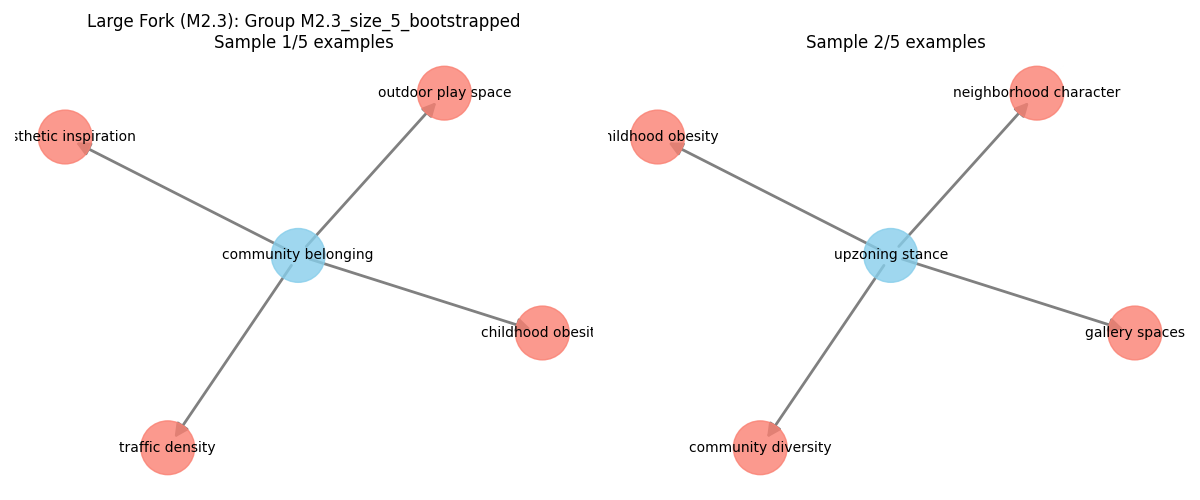 Large Fork (M2.3): Group M2.3_size_5_bootstrapped
Sample 1/5 examples
outdoor play space
sthetic inspiration
community belonging
childhood obesit
traffic density
Sample 2/5 examples
neighborhood character
hildhood obesity
upzoning stance
gallery spaces
community diversity